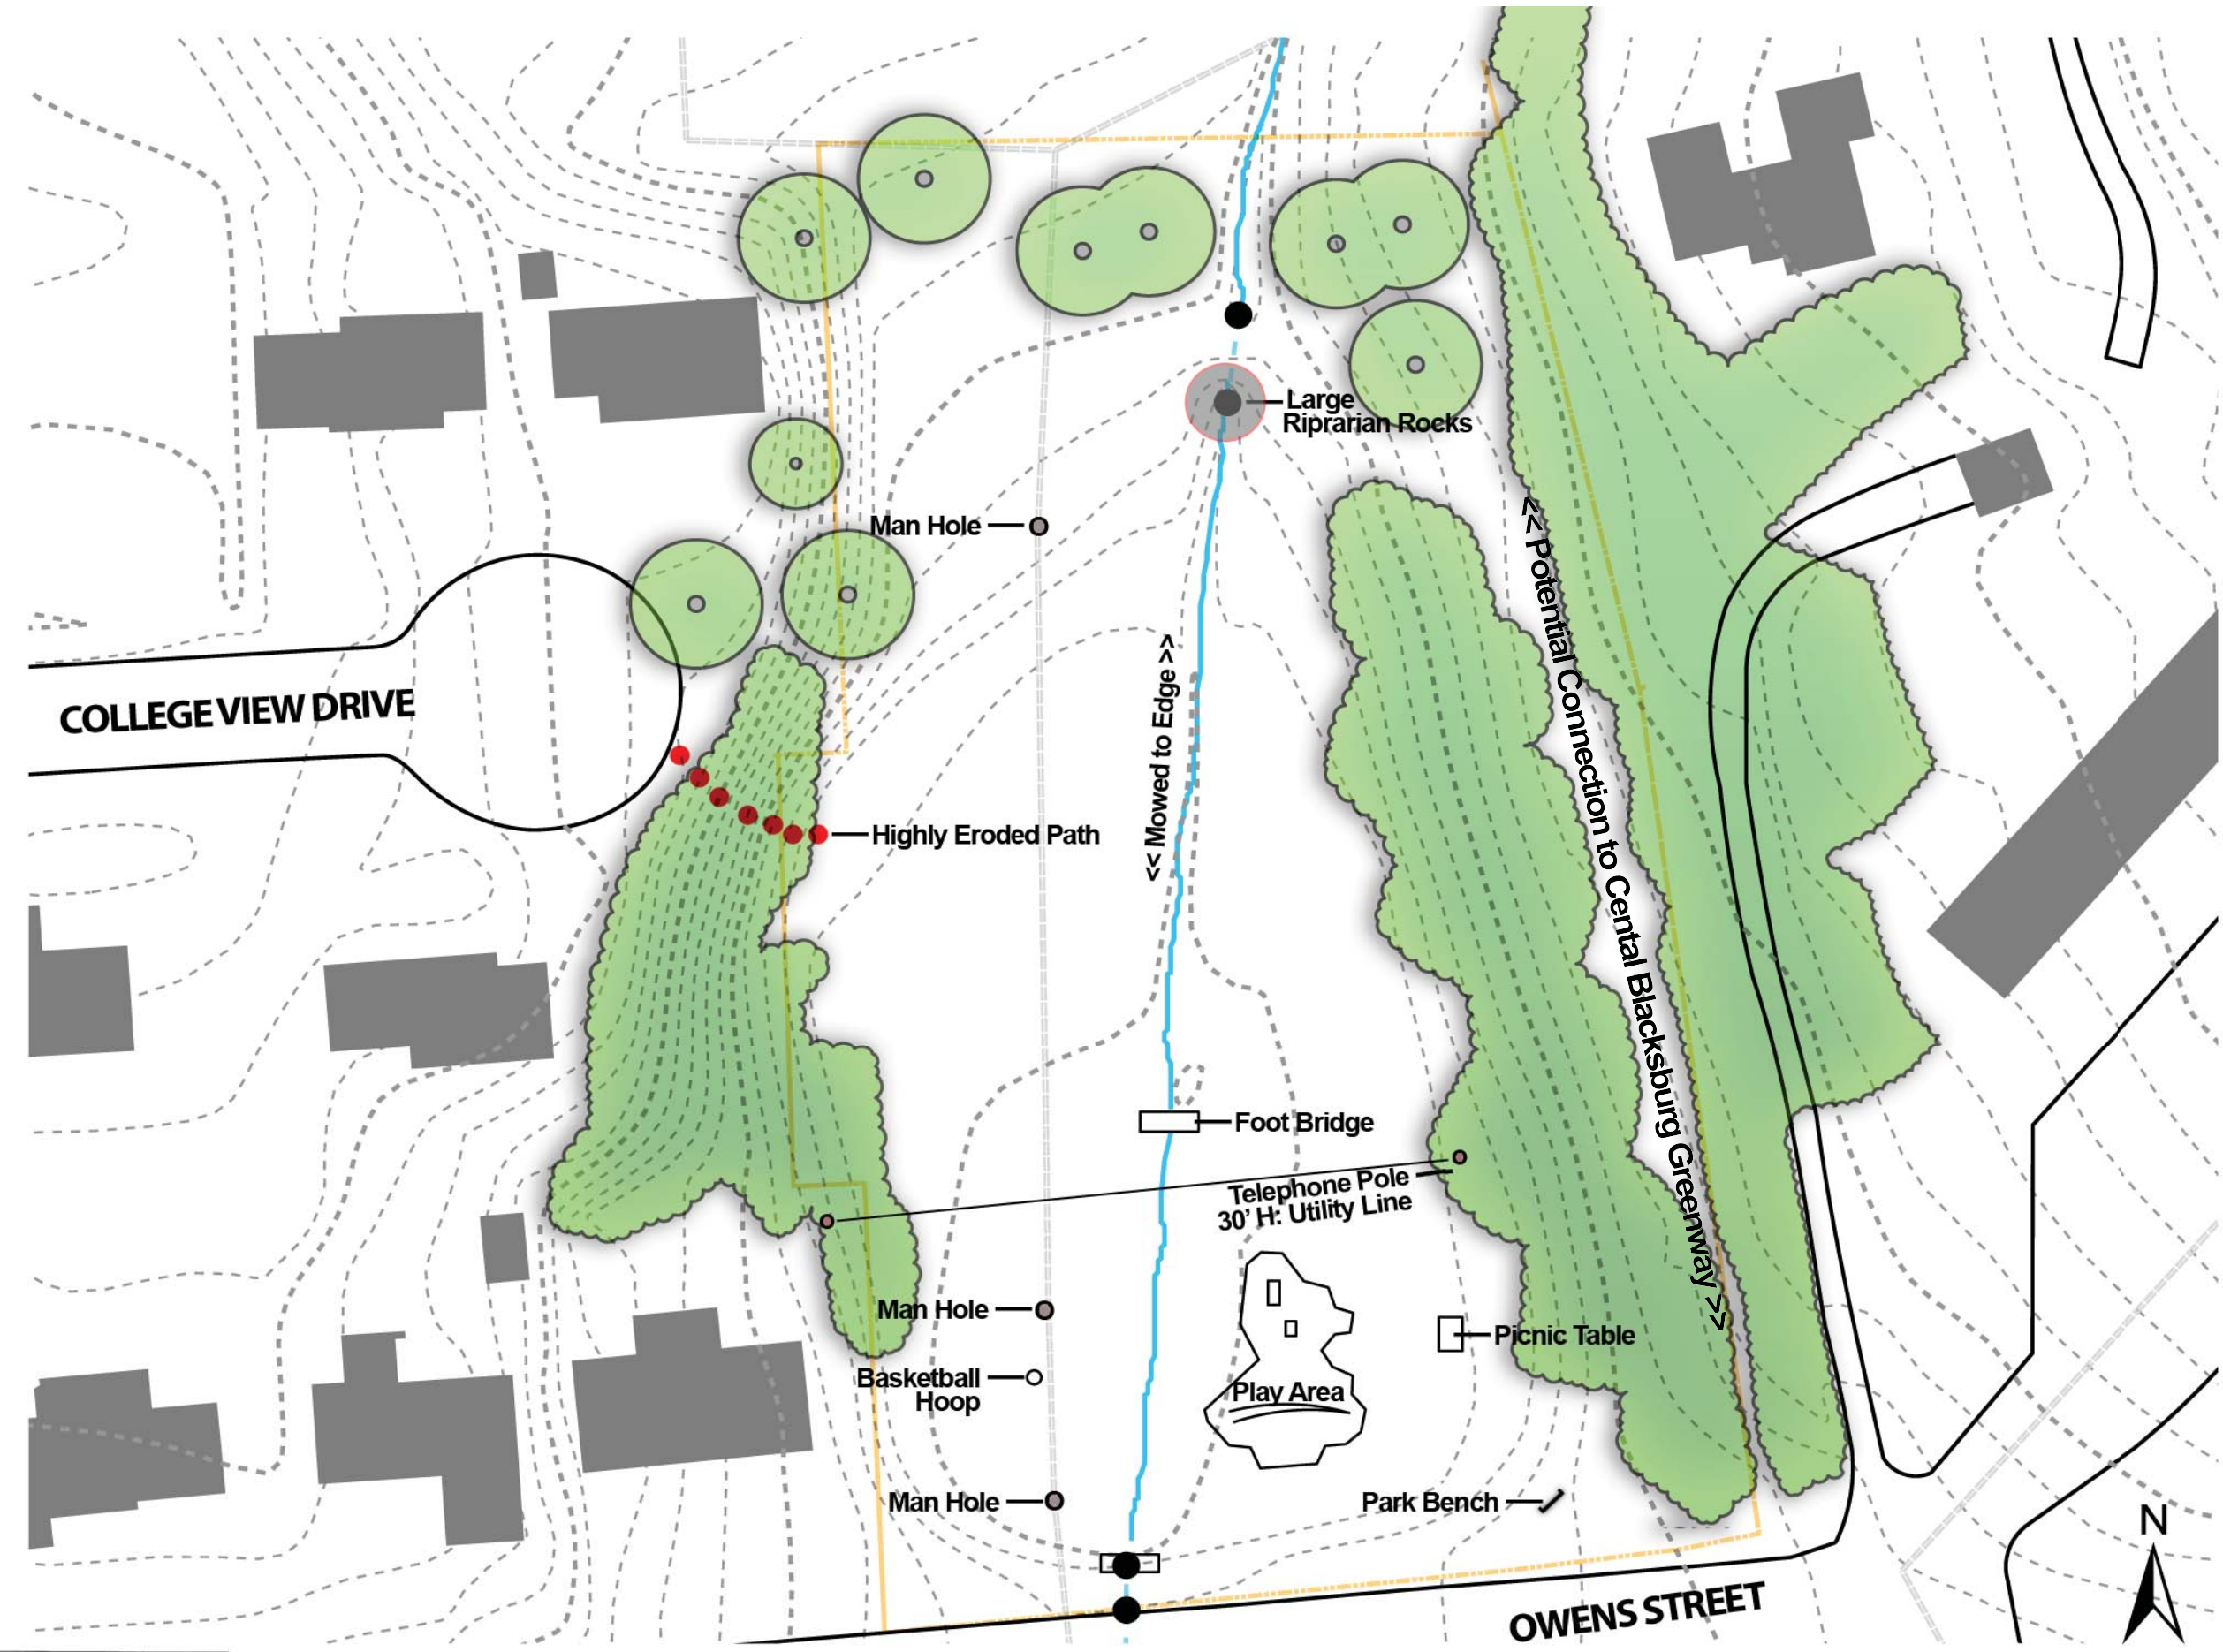 Large
Riprarian Rocks
Man Hole
<< Potential Connection to Cental Blacksburg Greenway >>
<< Mowed to Edge >>
COLLEGE VIEW DRIVE
Highly Eroded Path
Foot Bridge
Telephone Pole
30' H: Utility Line
Man Hole
Picnic Table
Basketball
Hoop
Play Area
Man Hole
Park Bench
N
OWENS STREET